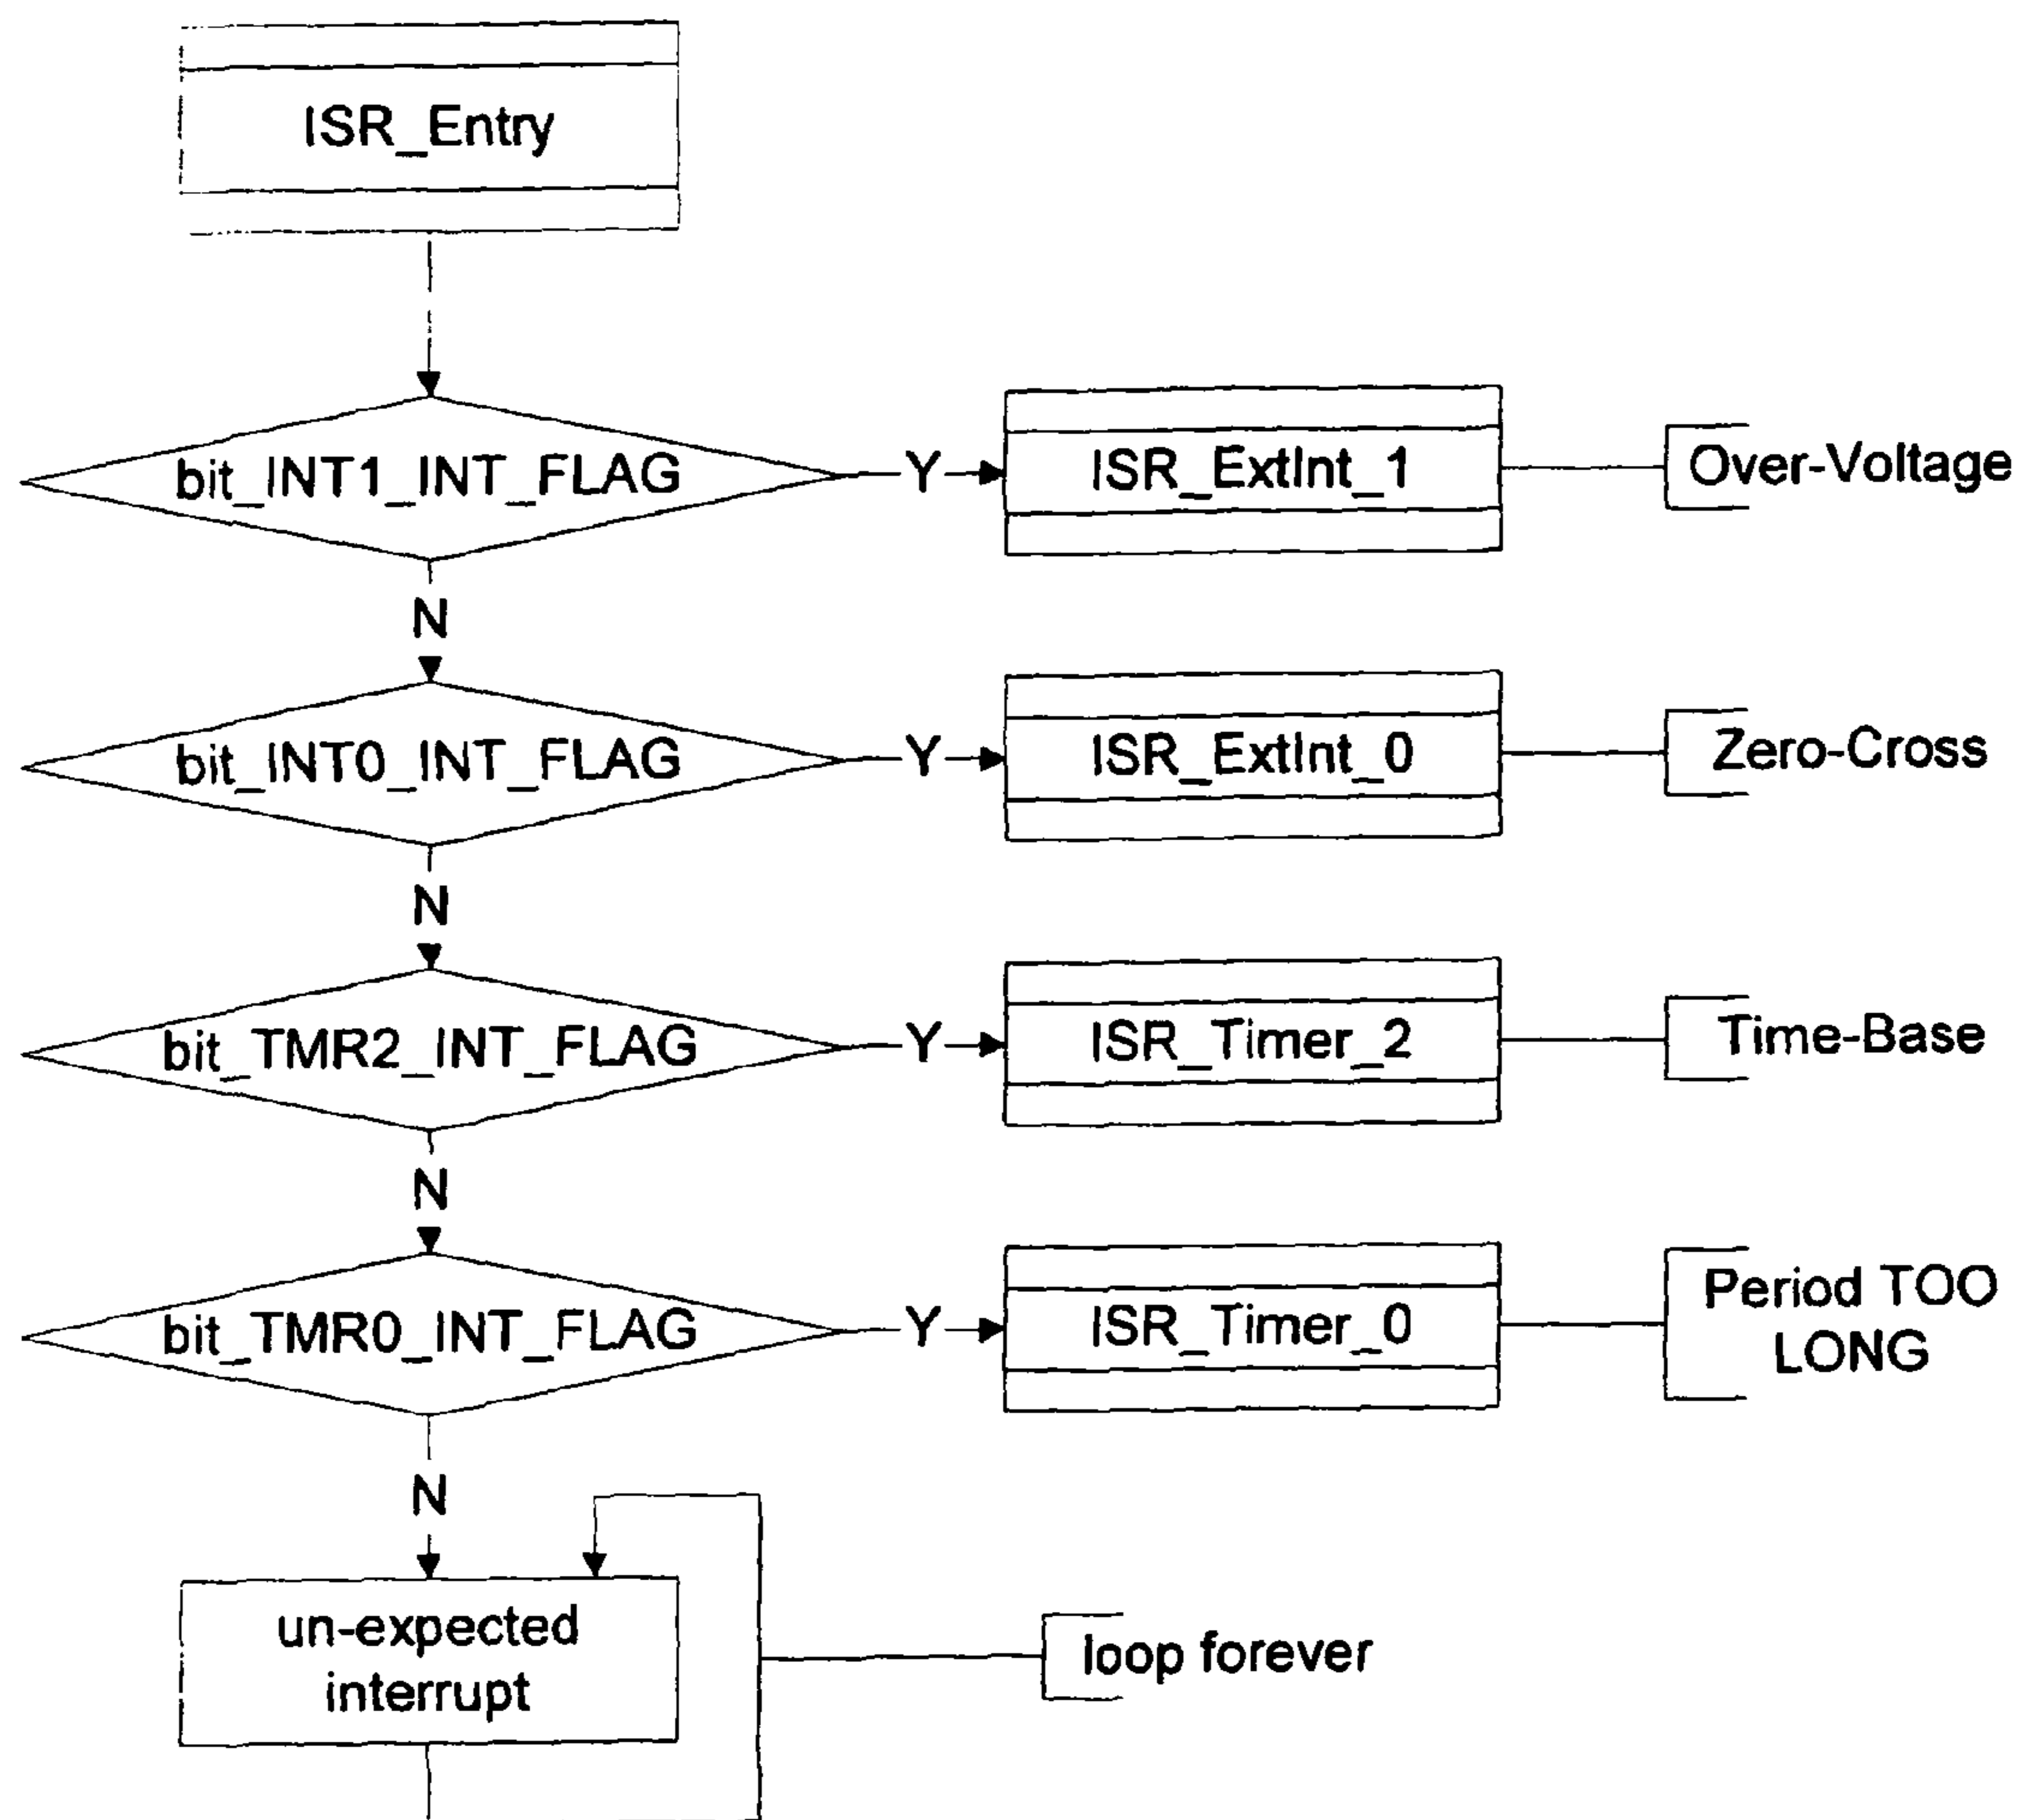 ISR_Entry
bit_INT1_INT_FLAG
Y
ISR_ExtInt_1
Over-Voltage
N
bit_INT0_INT_FLAG
Y
ISR_ExtInt_0
Zero-Cross
N
bit_TMR2_INT_FLAG
Y
ISR_Timer_2
Time-Base
N
bit_TMR0_INT_FLAG
Y
ISR_Timer_0
Period TOO
LONG
N
un-expected
interrupt
loop forever